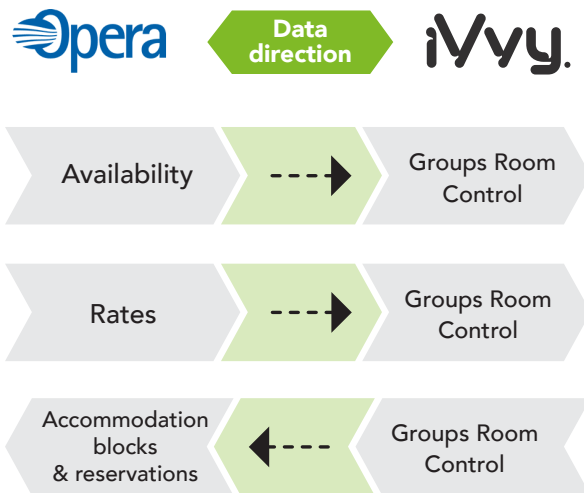 Opera
Data
direction
iVvy.
Availability
Groups Room
Control
Rates
Groups Room
Control
Accommodation
blocks
& reservations
Groups Room
Control